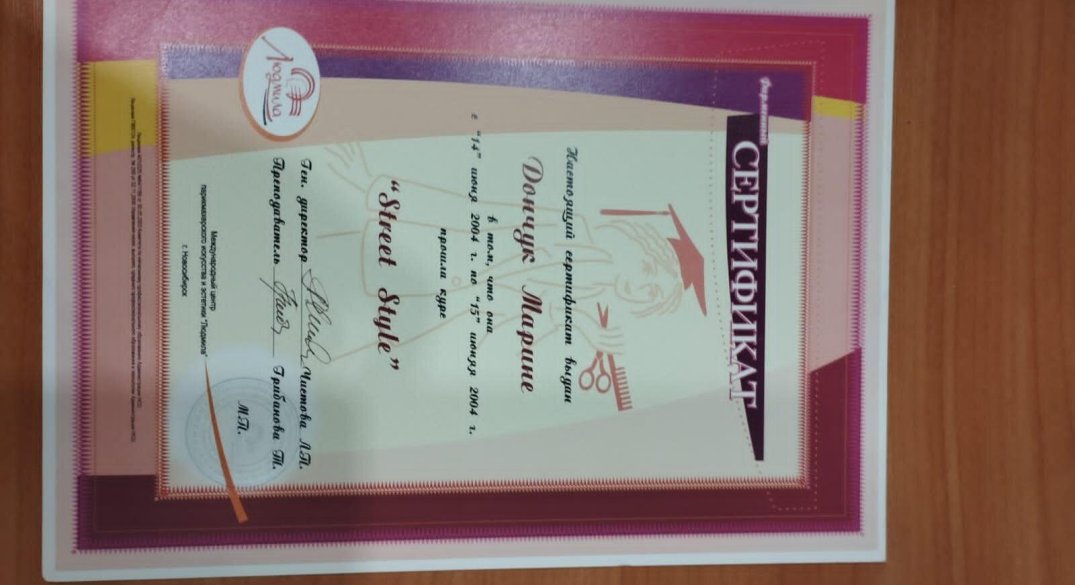 Фирменный
СЕРТИФИКАТ
Настоящий сертификат выдан
Дончук Марине
в том, что она
с "14" июня 2004 г. по "15" июня 2004 г.
прошла курс
"Street Style"
Ген. директор Чистова Л.П.
Преподаватель Грибанова Т.
М.П.
Людмила
Международный центр
парикмахерского искусства и эстетики "Людмила"
г. Новосибирск